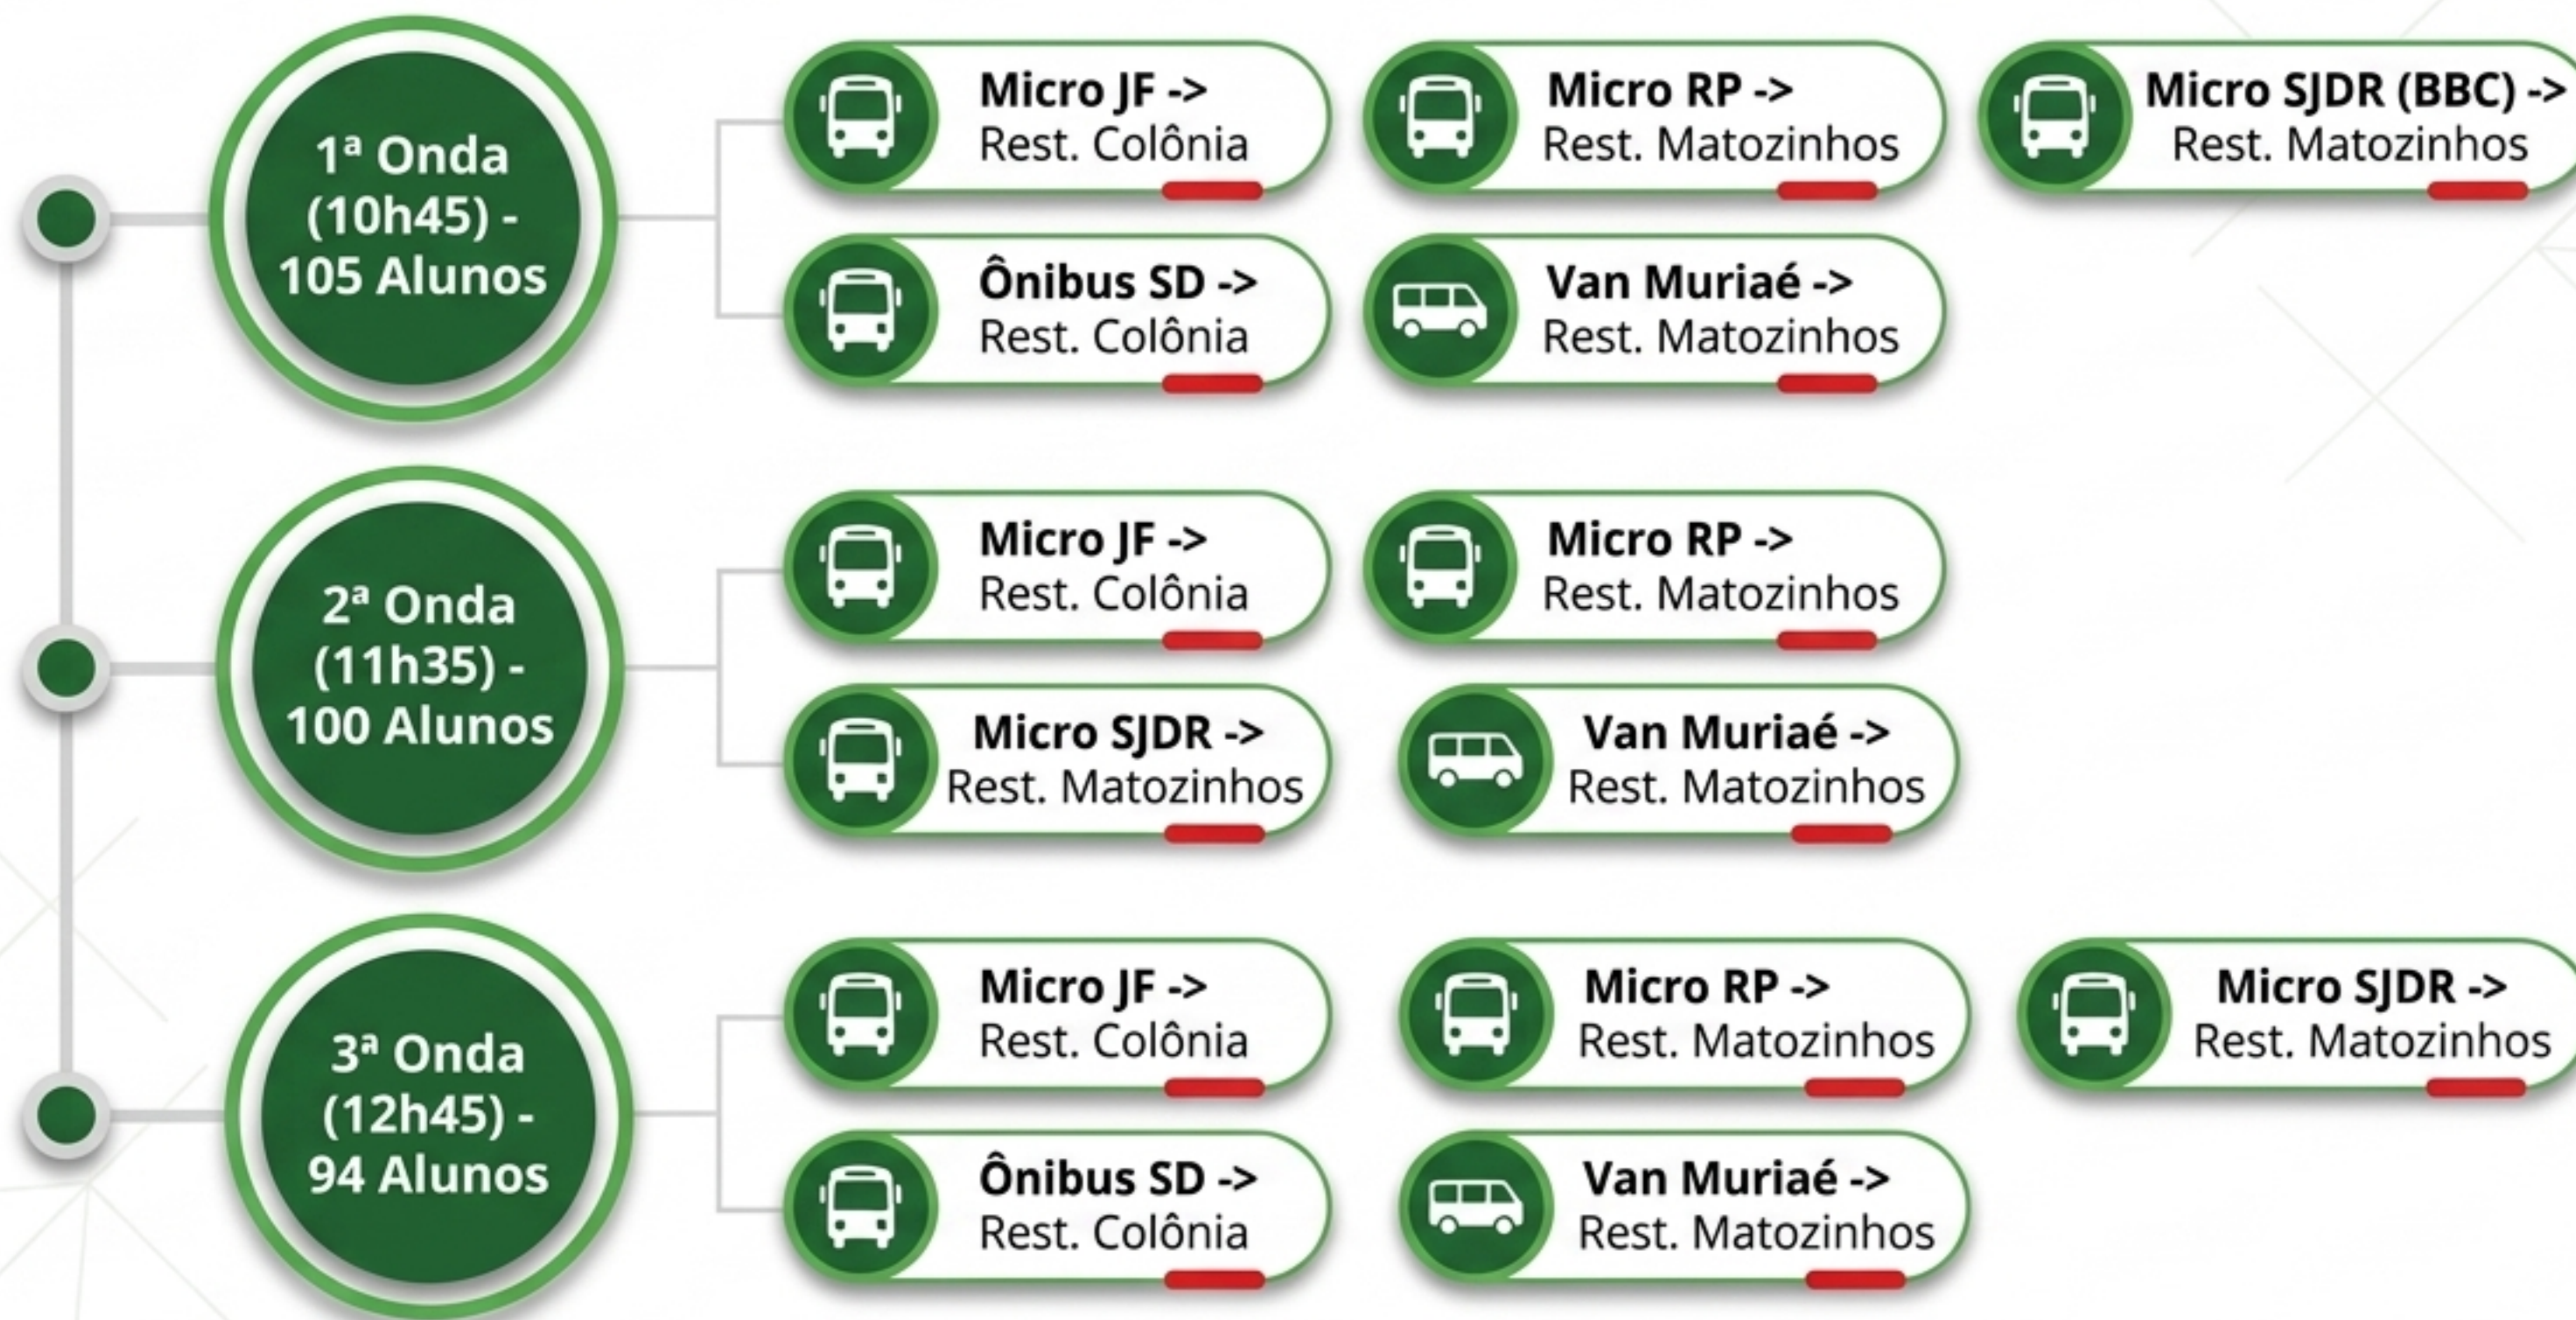 1ª Onda
(10h45) -
105 Alunos
Micro JF ->
Rest. Colônia
Micro RP ->
Rest. Matozinhos
Micro SJDR (BBC) ->
Rest. Matozinhos
Ônibus SD ->
Rest. Colônia
Van Muriaé ->
Rest. Matozinhos
2ª Onda
(11h35) -
100 Alunos
Micro JF ->
Rest. Colônia
Micro RP ->
Rest. Matozinhos
Micro SJDR ->
Rest. Matozinhos
Van Muriaé ->
Rest. Matozinhos
3ª Onda
(12h45) -
94 Alunos
Micro JF ->
Rest. Colônia
Micro RP ->
Rest. Matozinhos
Micro SJDR ->
Rest. Matozinhos
Ônibus SD ->
Rest. Colônia
Van Muriaé ->
Rest. Matozinhos